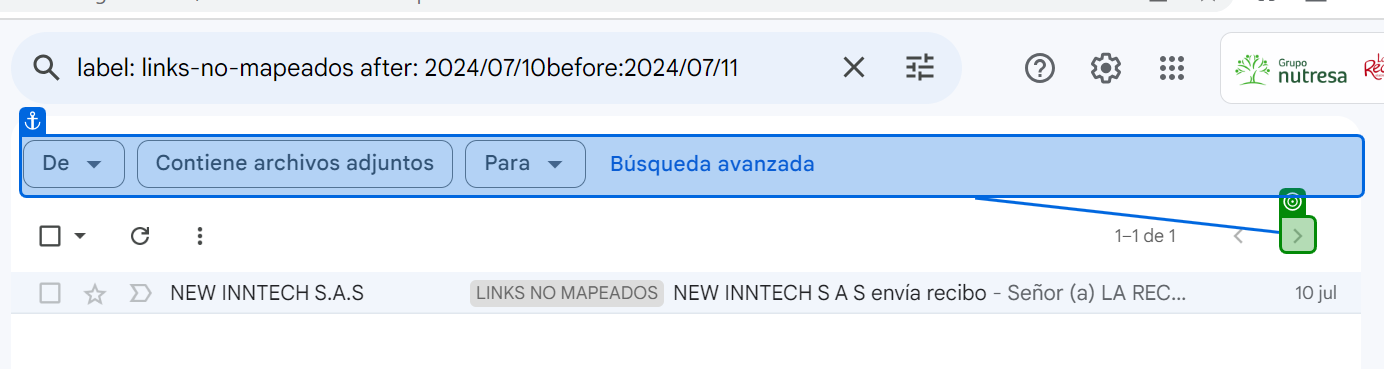 label: links-no-mapeados after: 2024/07/10before:2024/07/11
Grupo
nutresa
De
Contiene archivos adjuntos
Para
Búsqueda avanzada
1–1 de 1
NEW INNTECH S.A.S LINKS NO MAPEADOS NEW INNTECH S A S envía recibo - Señor (a) LA REC... 10 jul